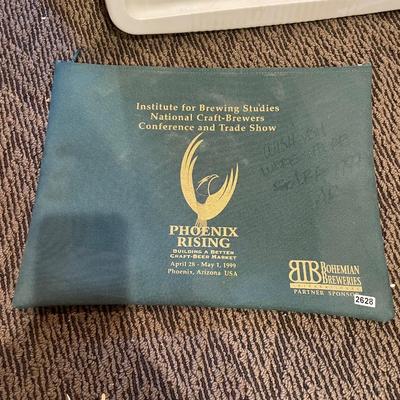 Institute for Brewing Studies
National Craft-Brewers
Conference and Trade Show
PHOENIX
RISING
BUILDING A BETTER
CRAFT-BEER MARKET
April 28 - May 1, 1999
Phoenix, Arizona USA
BOHEMIAN
BREWERIES
PARTNER SPONSOR
2628